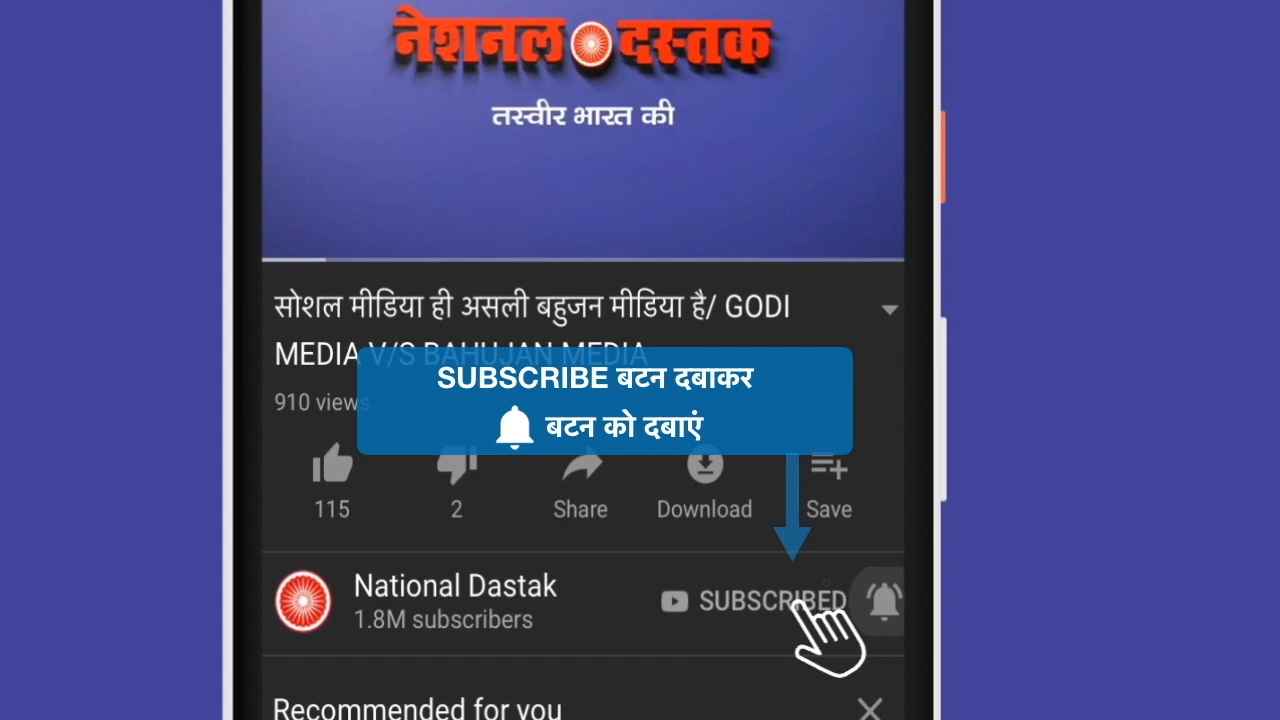 नेशनल दस्तक
तस्वीर भारत की
सोशल मीडिया ही असली बहुजन मीडिया है/ GODI
MEDIA V/S BAHUJAN MEDIA
910 views
SUBSCRIBE बटन दबाकर
बटन को दबाएं
115
2
Share
Download
Save
National Dastak
1.8M subscribers
SUBSCRIBED
Recommended for you